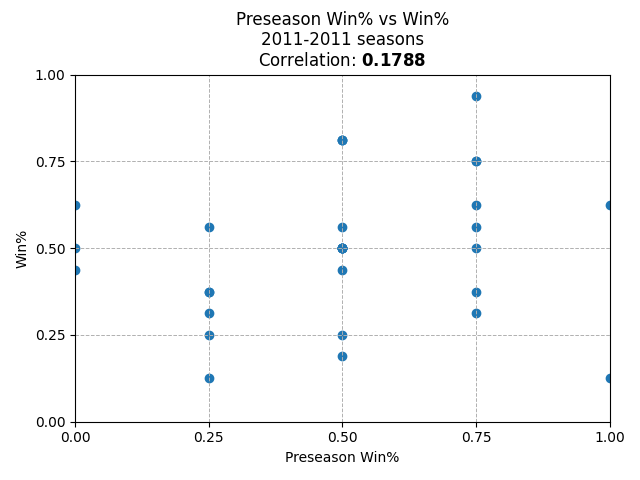 Preseason Win% vs Win%
2011-2011 seasons
Correlation: 0.1788
1.00
0.75
0.50
0.25
0.00
Win%
0.00 0.25 0.50 0.75 1.00
Preseason Win%